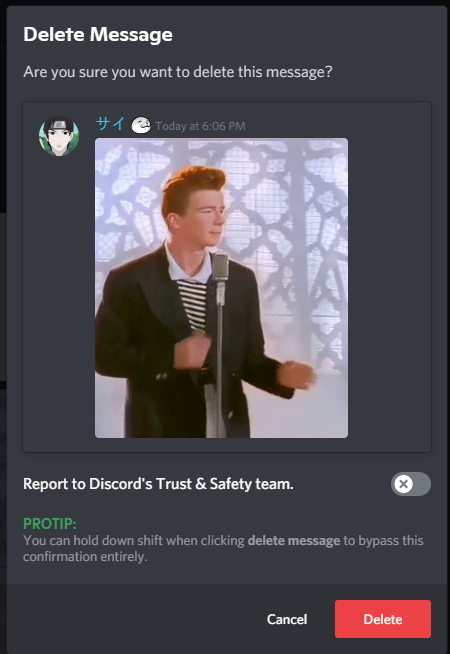 Delete Message
Are you sure you want to delete this message?
サイ Today at 6:06 PM
Report to Discord's Trust & Safety team.
PROTIP:
You can hold down shift when clicking delete message to bypass this
confirmation entirely.
Cancel
Delete